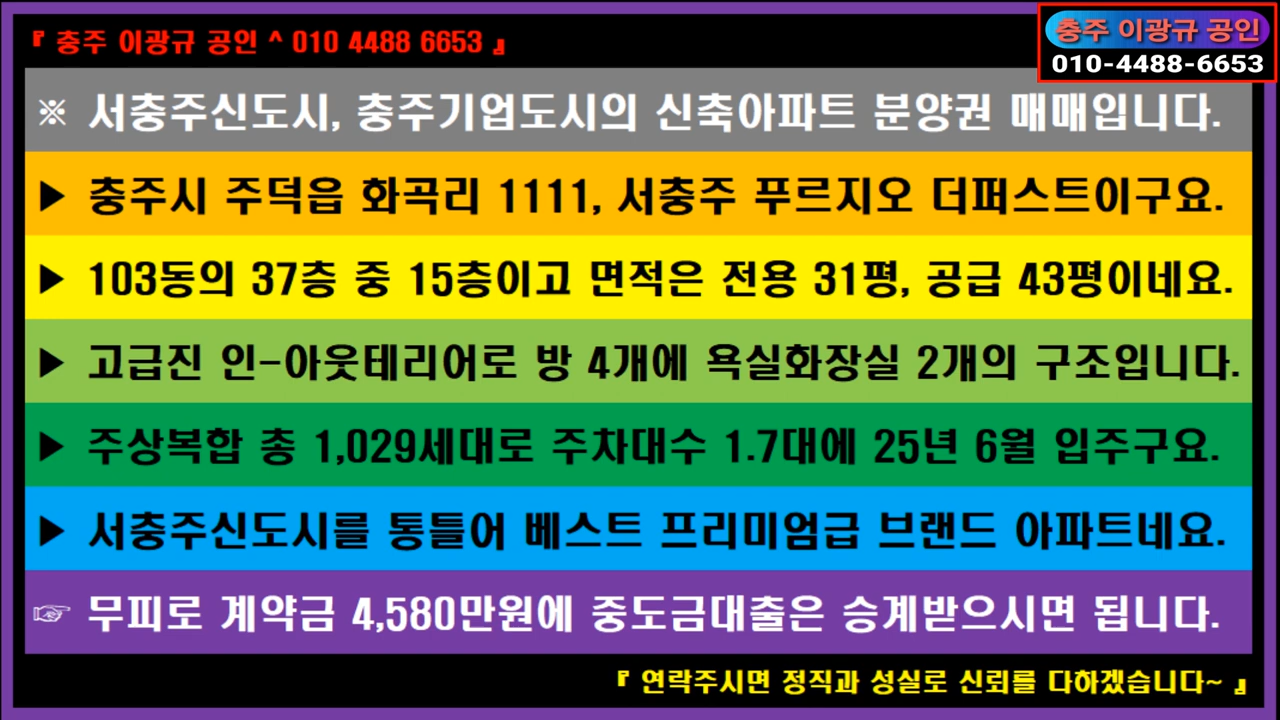 『 충주 이광규 공인 ^ 010 4488 6653 』
충주 이광규 공인
010-4488-6653
※ 서충주신도시, 충주기업도시의 신축아파트 분양권 매매입니다.
▶ 충주시 주덕읍 화곡리 1111, 서충주 푸르지오 더퍼스트이구요.
▶ 103동의 37층 중 15층이고 면적은 전용 31평, 공급 43평이네요.
▶ 고급진 인-아웃테리어로 방 4개에 욕실화장실 2개의 구조입니다.
▶ 주상복합 총 1,029세대로 주차대수 1.7대에 25년 6월 입주구요.
▶ 서충주신도시를 통틀어 베스트 프리미엄급 브랜드 아파트네요.
☞ 무피로 계약금 4,580만원에 중도금대출은 승계받으시면 됩니다.
『 연락주시면 정직과 성실로 신뢰를 다하겠습니다~ 』